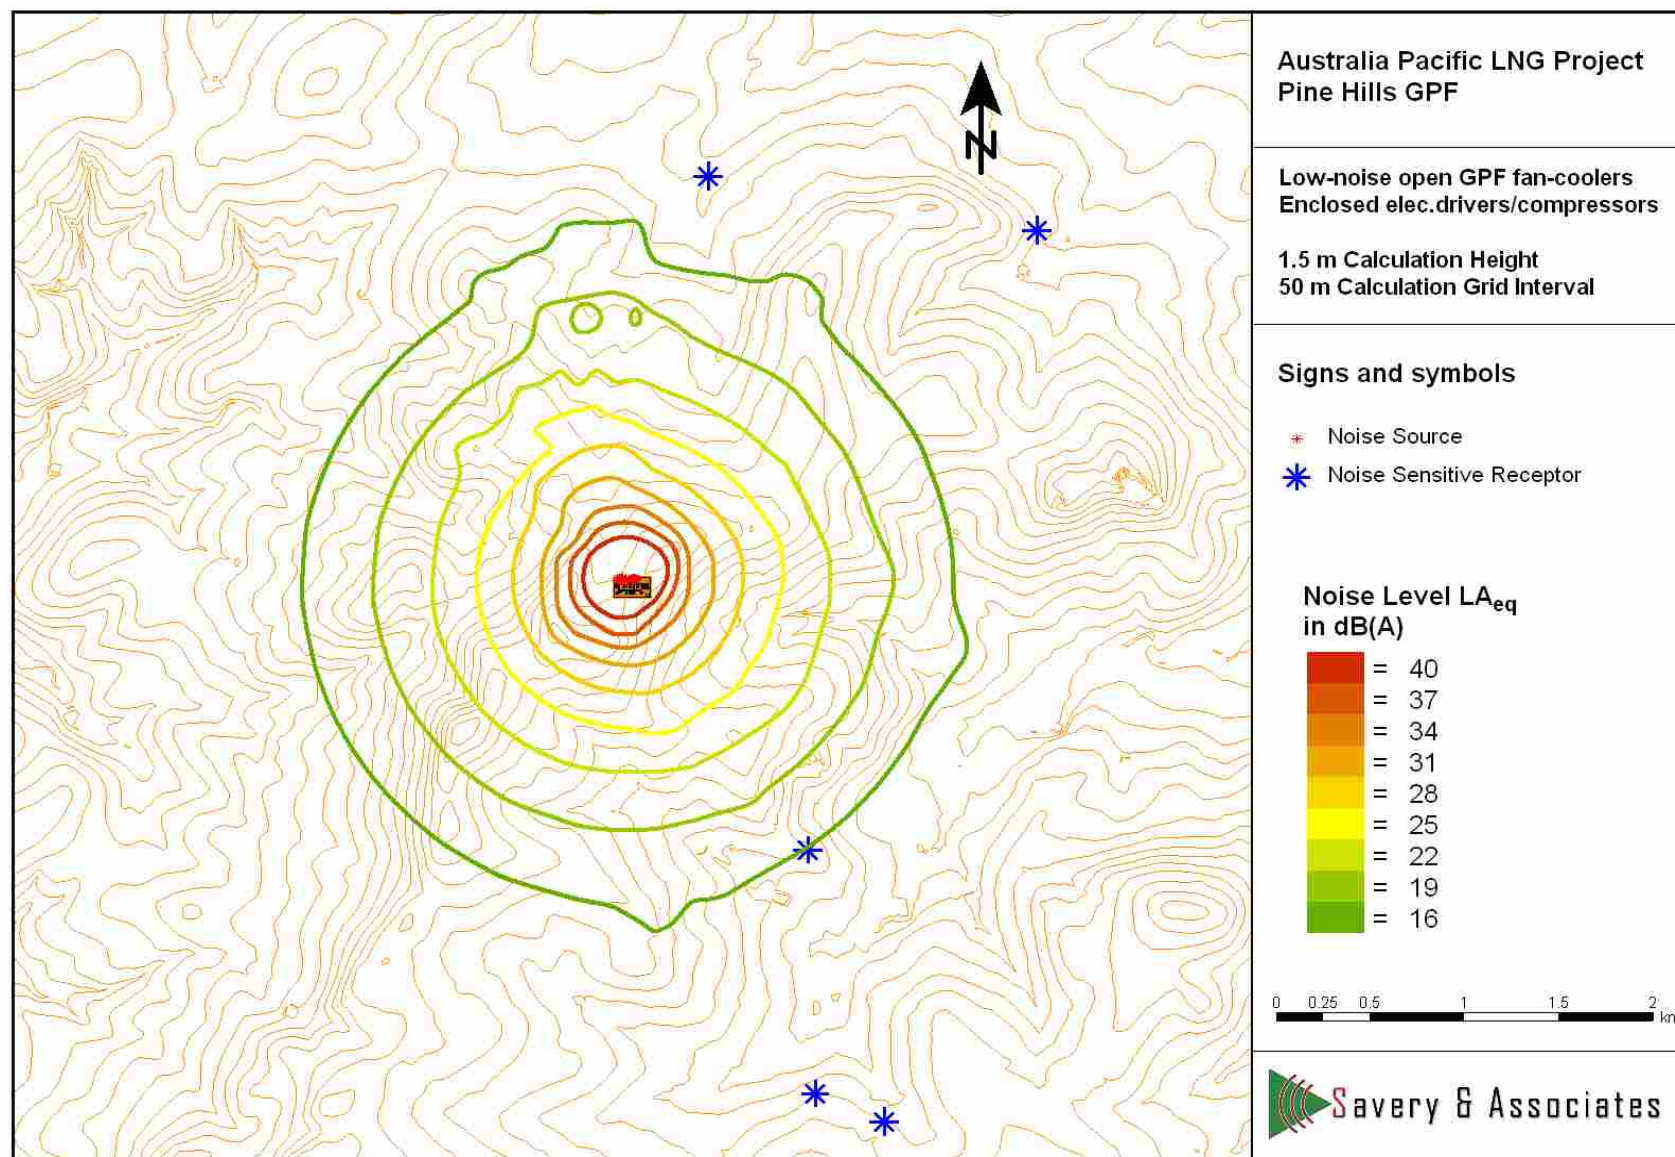 N
Australia Pacific LNG Project
Pine Hills GPF
Low-noise open GPF fan-coolers
Enclosed elec.drivers/compressors
1.5 m Calculation Height
50 m Calculation Grid Interval
Signs and symbols
Noise Source
Noise Sensitive Receptor
Noise Level LAeq
in dB(A)
= 40
= 37
= 34
= 31
= 28
= 25
= 22
= 19
= 16
0 0.25 0.5 1 1.5 2
km
Savery & Associates